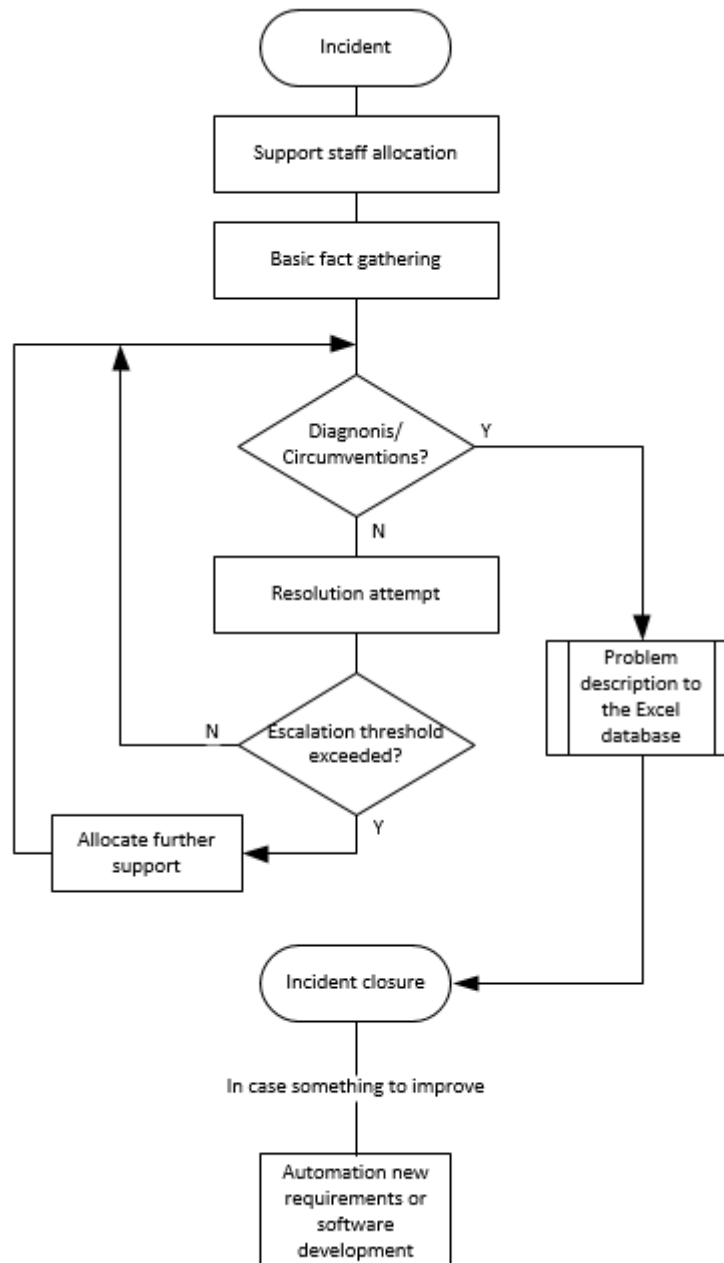 Incident
Support staff allocation
Basic fact gathering
Diagnonis/
Circumventions?
Y
N
Resolution attempt
Problem
description to
the Excel
database
N
Escalation threshold
exceeded?
Y
Allocate further
support
Incident closure
In case something to improve
Automation new
requirements or
software
development